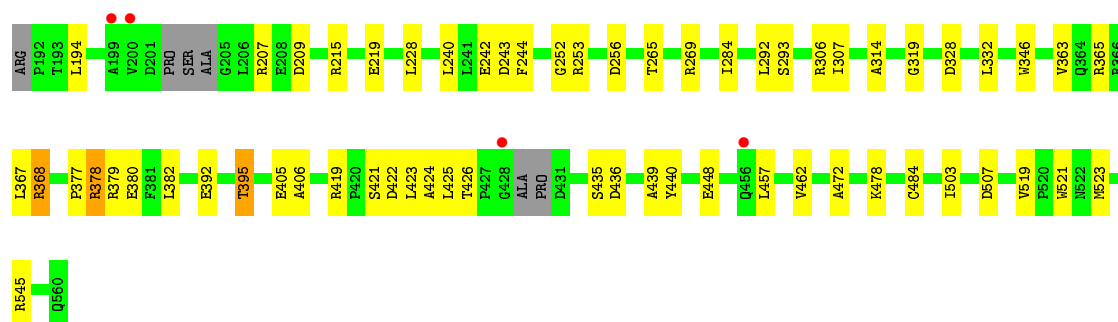 ARG P192 T193 L194 A199 V200 D201 PRO SER ALA G205 L206 R207 E208 D209 R215 E219 L228 L240 L241 E242 D243 F244 G252 R253 D256 T265 R269 I284 L292 S293 R306 I307 A314 G319 D328 L332 W346 V363 Q364 R365 R366
L367 R368 P377 R378 R379 E380 F381 L382 E392 T395 E405 A406 R419 P420 S421 D422 L423 A424 L425 T426 P427 G428 ALA PRO D431 S435 D436 A439 Y440 E448 Q456 L457 V462 A472 K478 C484 I503 D507 V519 P520 W521 N522 M523
R545 Q560